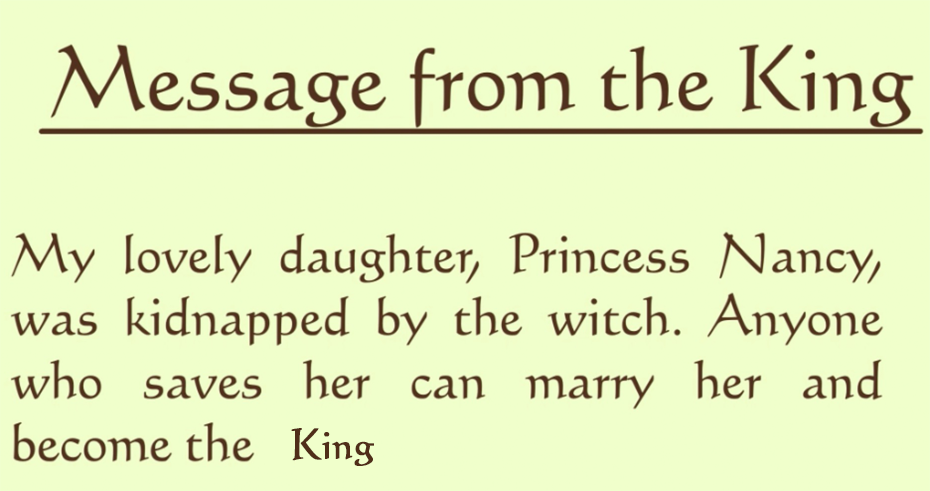 Message from the King
My lovely daughter, Princess Nancy,
was kidnapped by the witch. Anyone
who saves her can marry her and
become the King